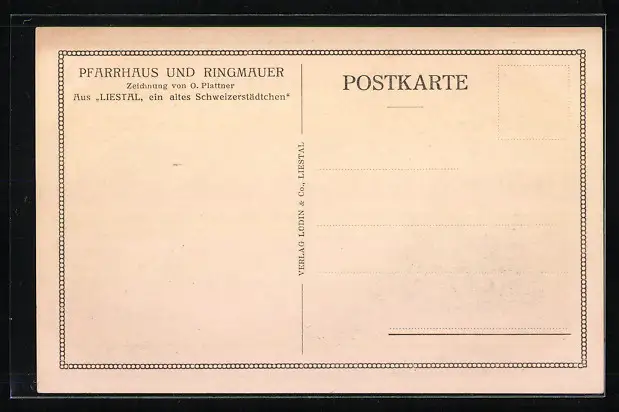 PFARRHAUS UND RINGMAUER
Zeichnung von O. Plattner
Aus „LIESTAL, ein altes Schweizerstädtchen“
POSTKARTE
VERLAG LÜDIN & Co., LIESTAL